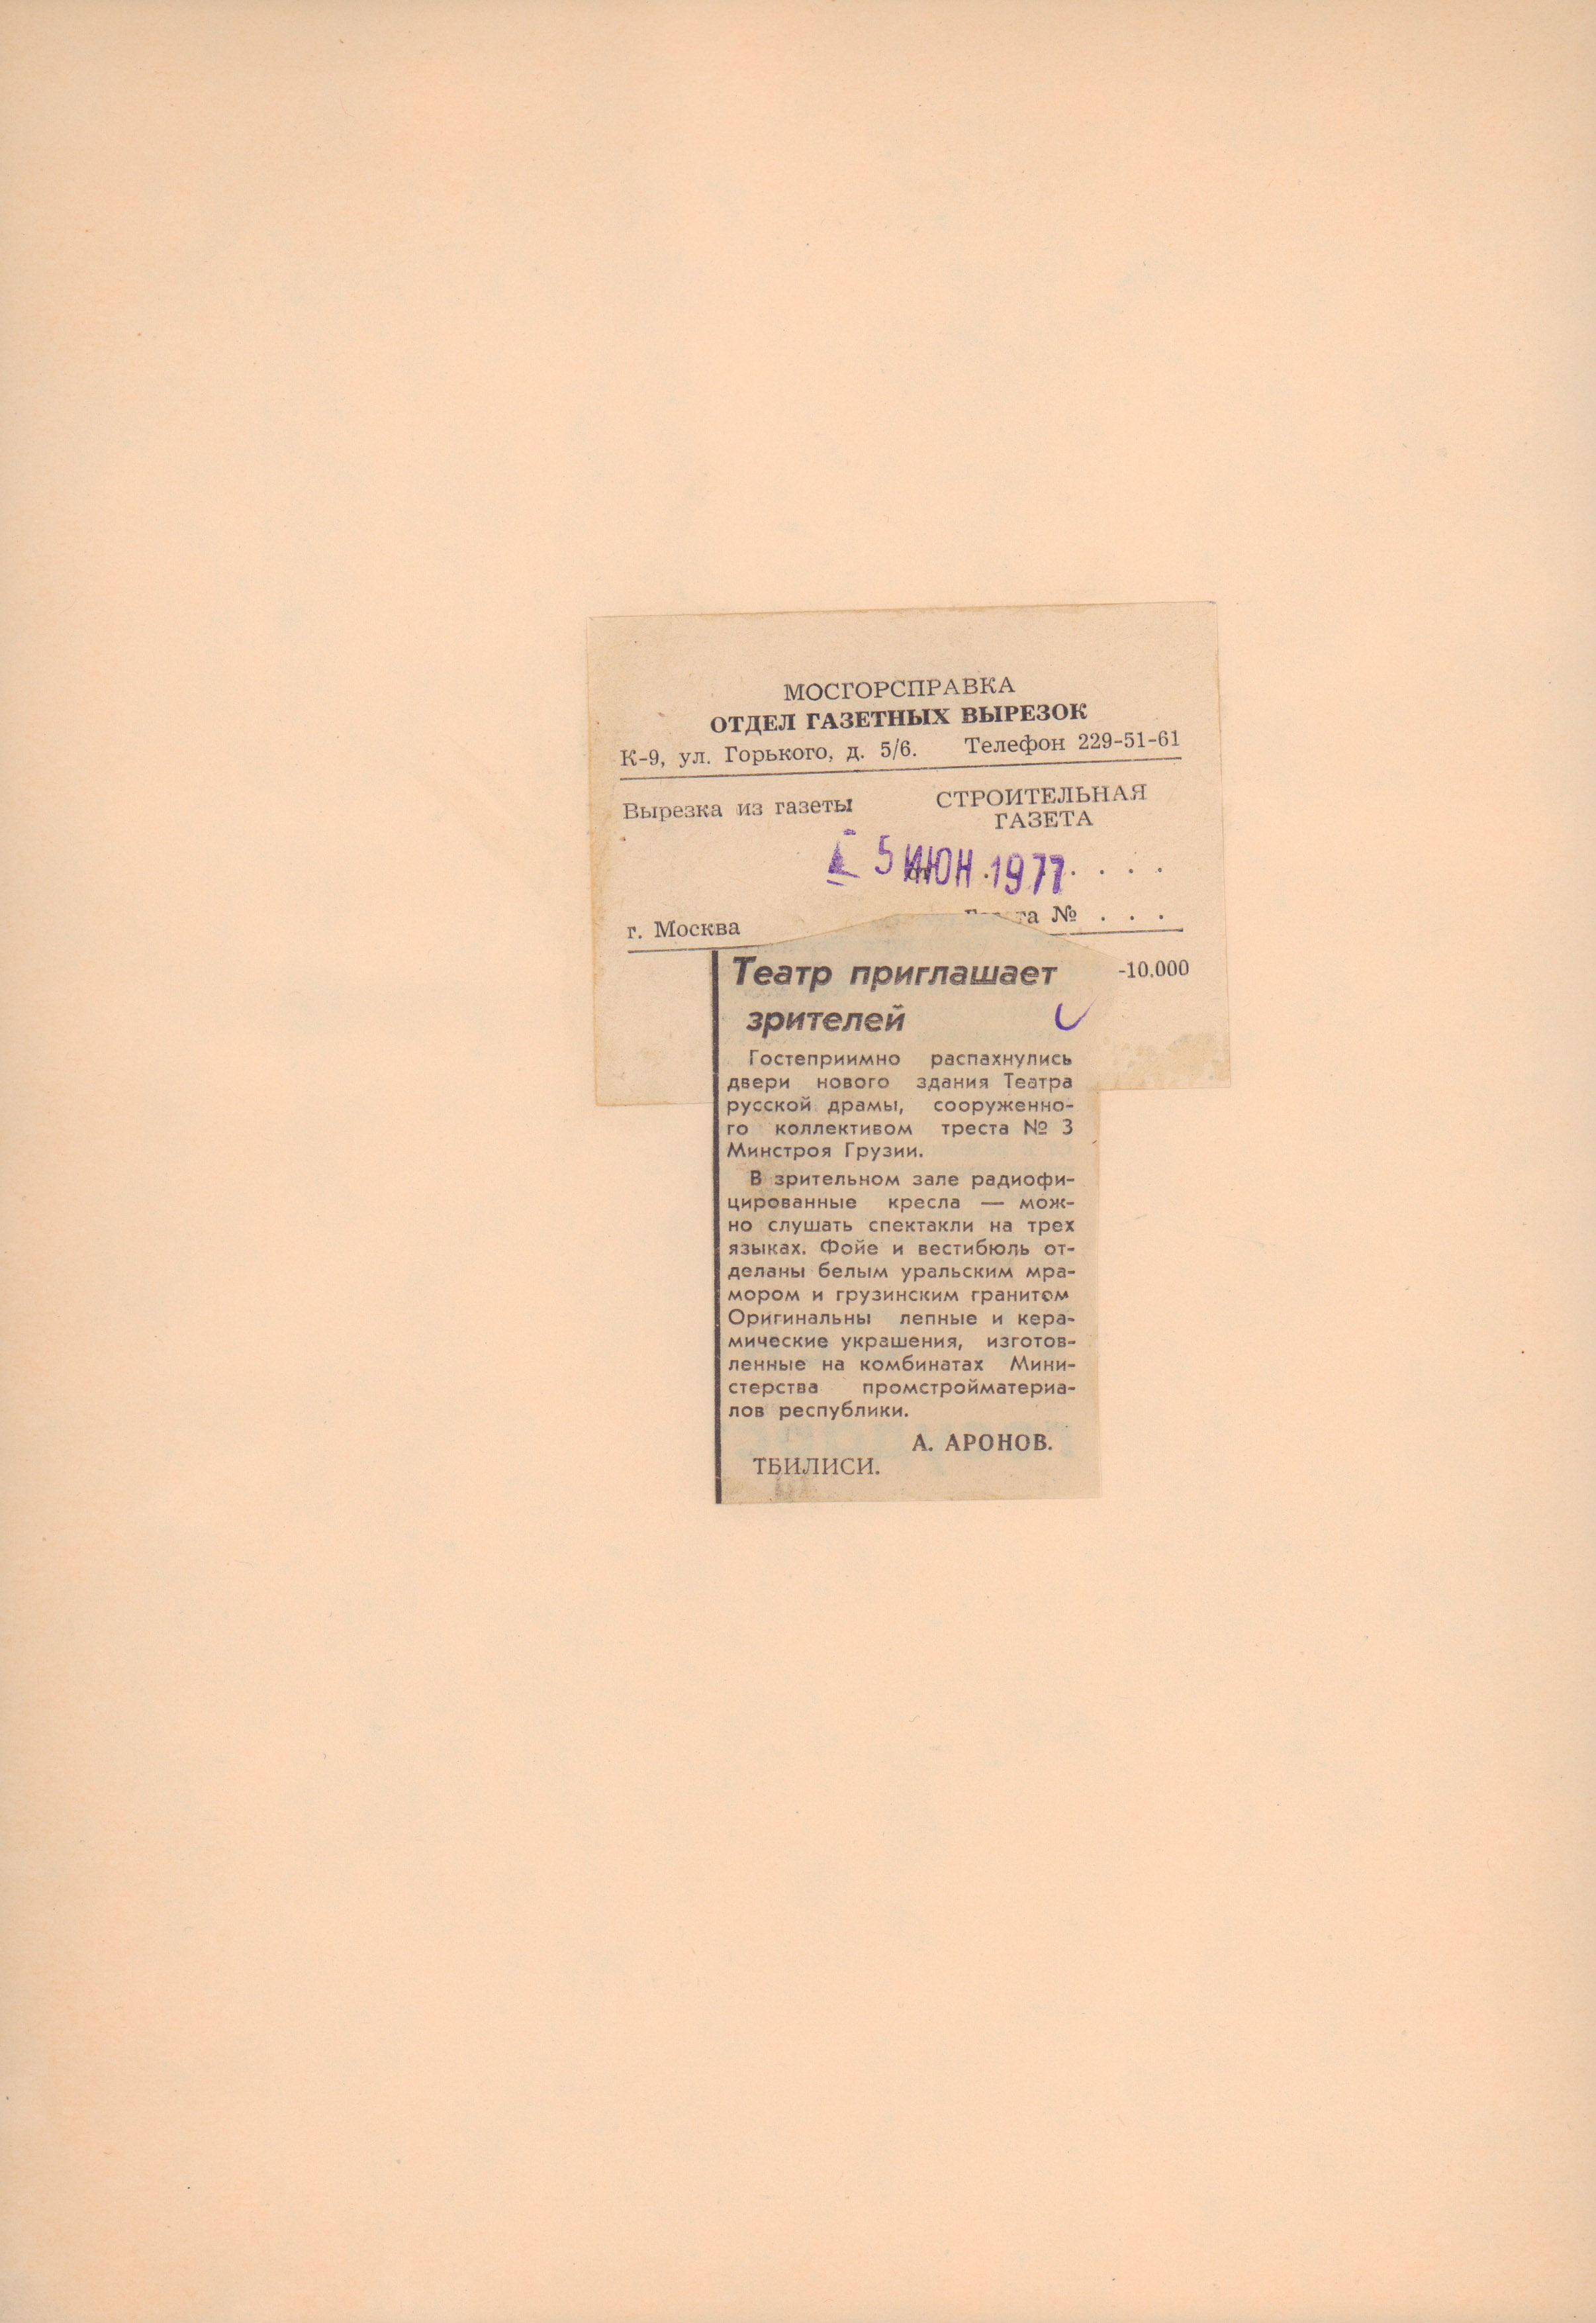 МОСГОРСПРАВКА
ОТДЕЛ ГАЗЕТНЫХ ВЫРЕЗОК
К-9, ул. Горького, д. 5/6. Телефон 229-51-61
Вырезка из газеты
СТРОИТЕЛЬНАЯ
ГАЗЕТА
5 ИЮН .1977. . . .
г. Москва № . . .
-10.000
Театр приглашает
зрителей
Гостеприимно распахнулись
двери нового здания Театра
русской драмы, сооруженно-
го коллективом треста № 3
Минстроя Грузии.
В зрительном зале радиофи-
цированные кресла — мож-
но слушать спектакли на трех
языках. Фойе и вестибюль от-
деланы белым уральским мра-
мором и грузинским гранитом
Оригинальны лепные и кера-
мические украшения, изготов-
ленные на комбинатах Мини-
стерства промстройматериа-
лов республики.
А. АРОНОВ.
ТБИЛИСИ.